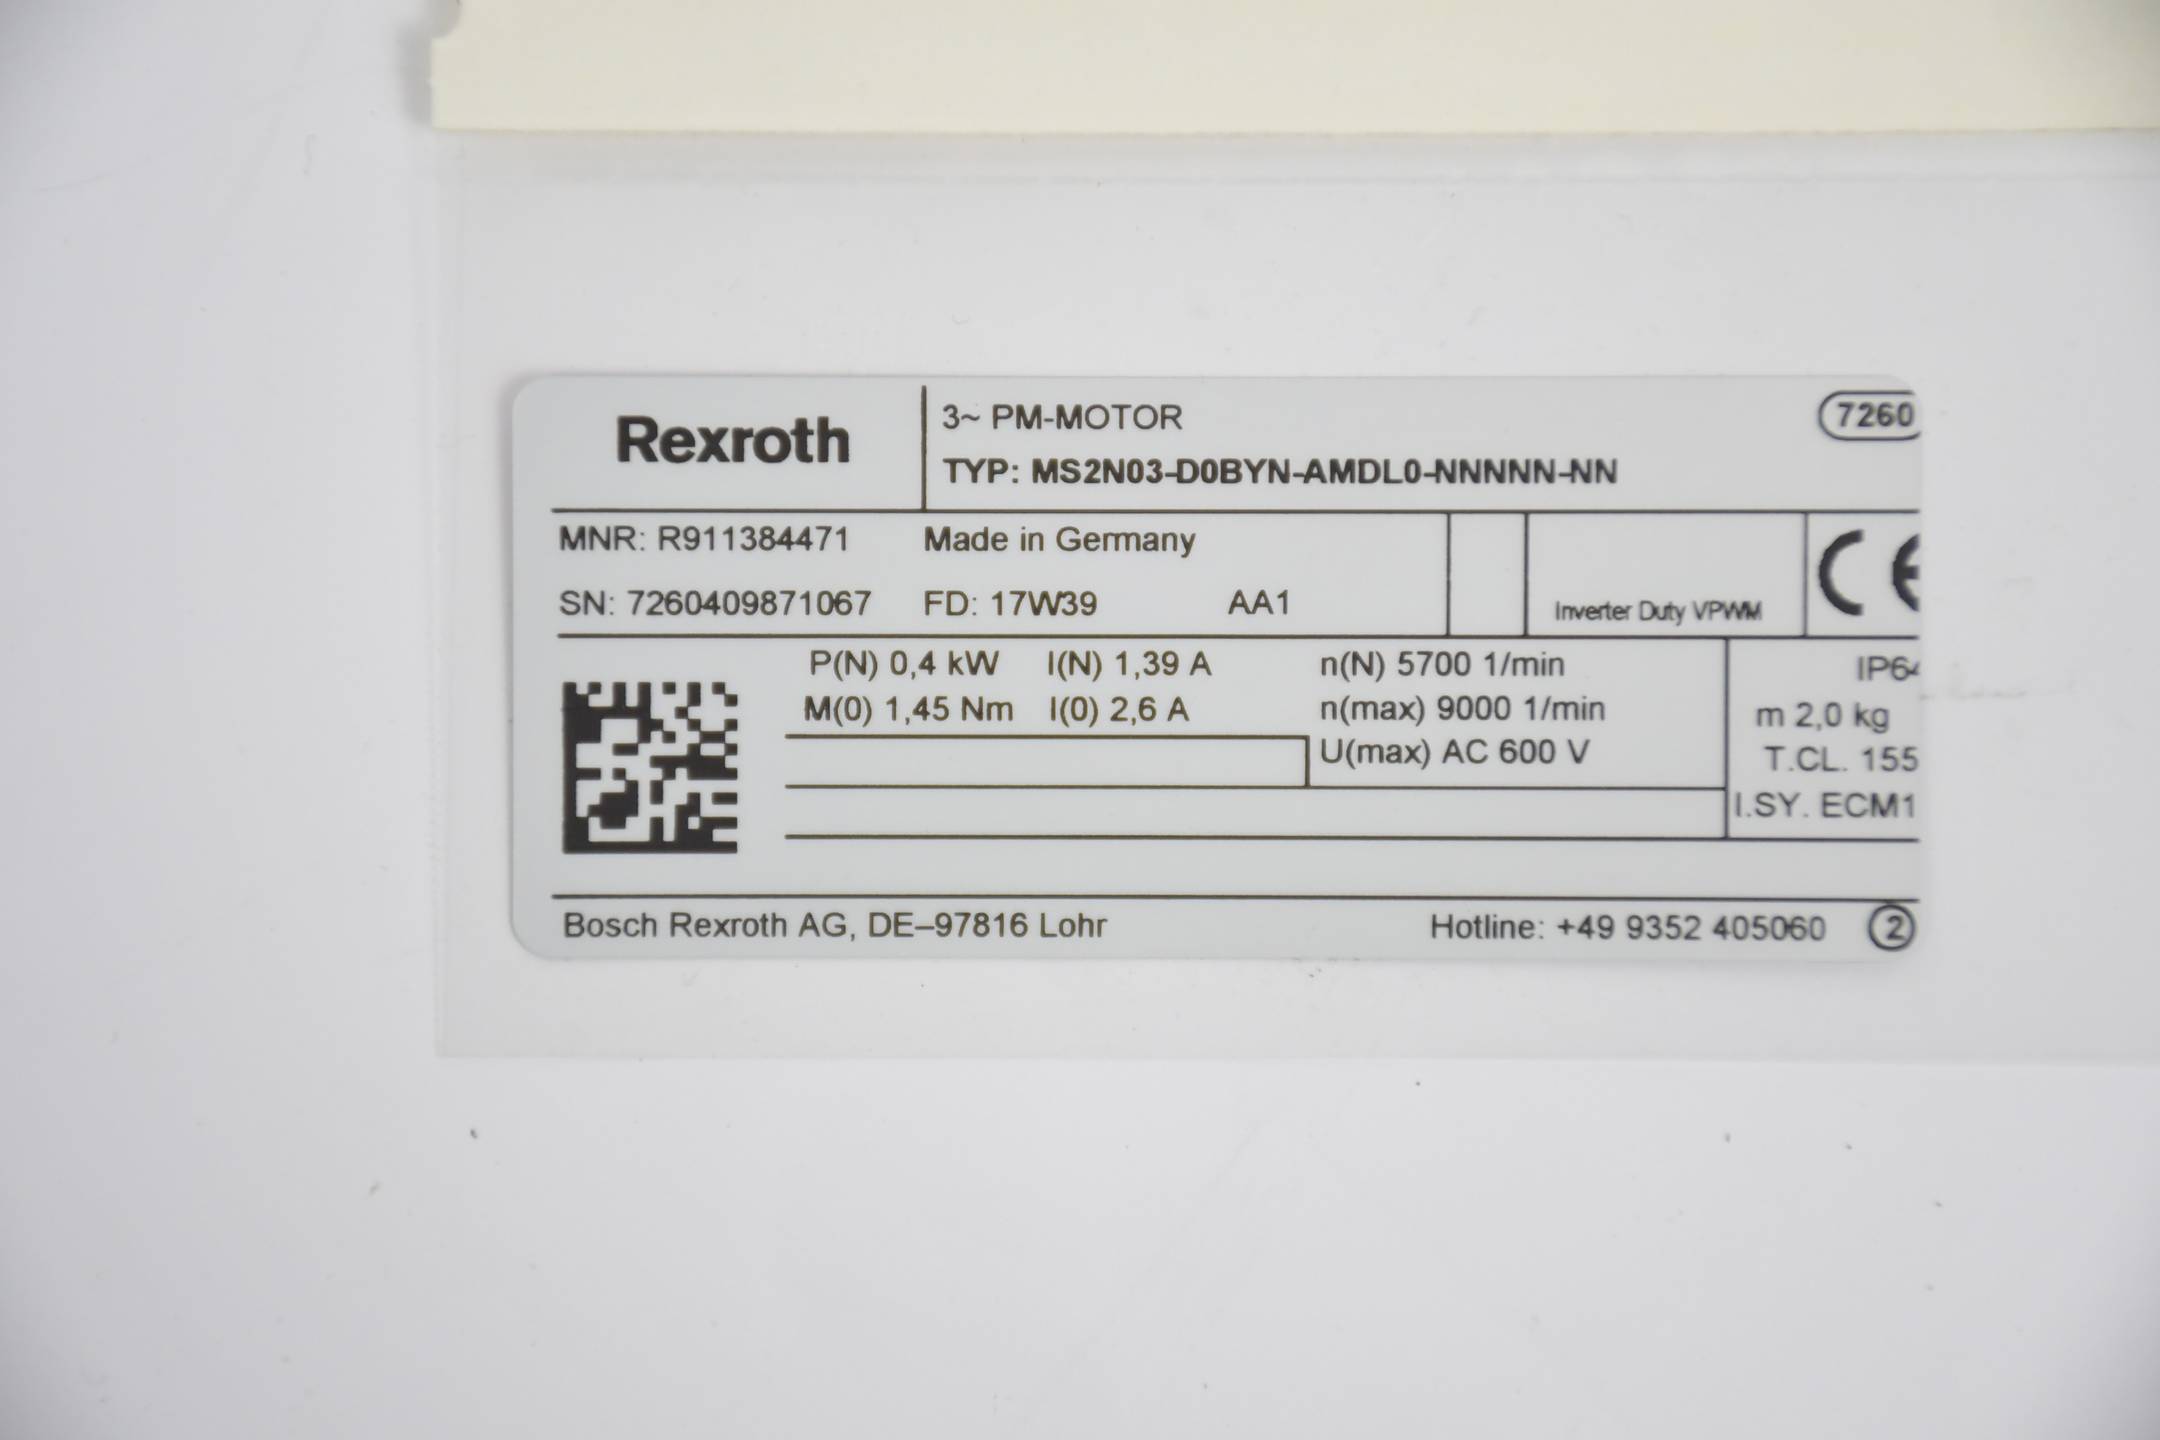 Rexroth
3~ PM-MOTOR
7260
TYP: MS2N03-D0BYN-AMDL0-NNNNN-NN
MNR: R911384471 Made in Germany
SN: 7260409871067 FD: 17W39 AA1
Inverter Duty VPWM
CE
P(N) 0,4 kW I(N) 1,39 A n(N) 5700 1/min
M(0) 1,45 Nm I(0) 2,6 A n(max) 9000 1/min
U(max) AC 600 V
IP64
m 2,0 kg
T.CL. 155
I.SY. ECM1
Bosch Rexroth AG, DE–97816 Lohr Hotline: +49 9352 405060 2